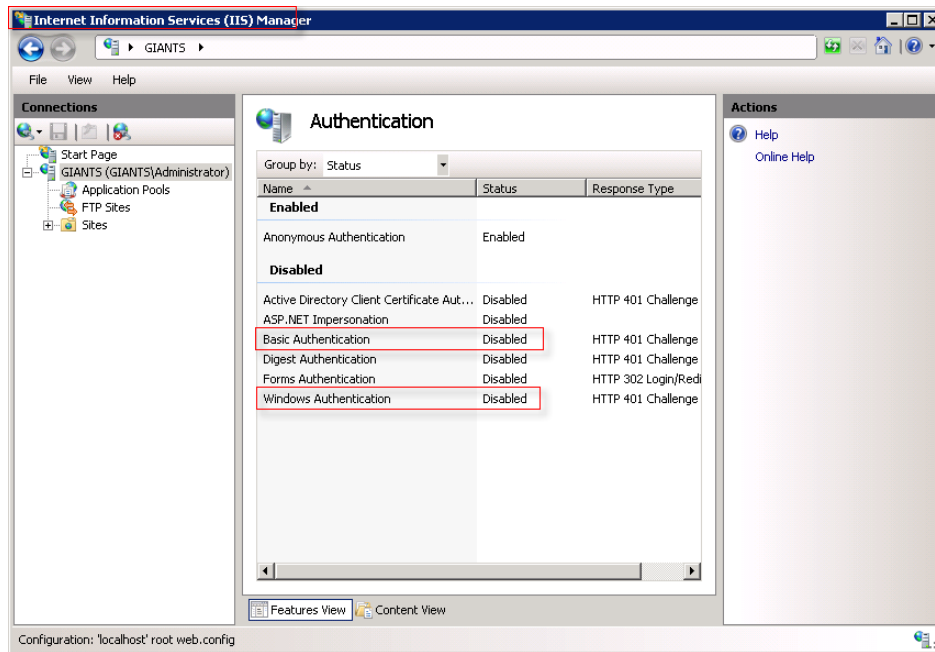 Internet Information Services (IIS) Manager
GIANTS
File View Help
Connections
Start Page
GIANTS (GIANTS\Administrator)
Application Pools
FTP Sites
Sites
Authentication
Group by: Status
Name Status Response Type
Enabled
Anonymous Authentication Enabled
Disabled
Active Directory Client Certificate Aut... Disabled HTTP 401 Challenge
ASP.NET Impersonation Disabled
Basic Authentication Disabled HTTP 401 Challenge
Digest Authentication Disabled HTTP 401 Challenge
Forms Authentication Disabled HTTP 302 Login/Redi
Windows Authentication Disabled HTTP 401 Challenge
Features View Content View
Actions
Help
Online Help
Configuration: 'localhost' root web.config